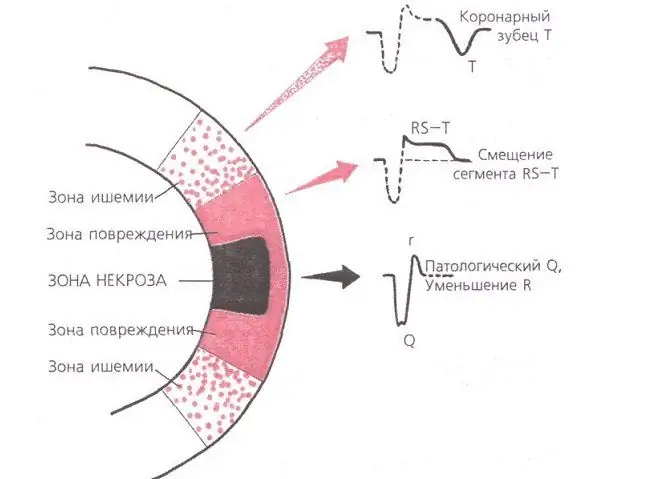 Коронарный
зубец Т
Т
RS–T
Смещение
сегмента RS–T
Зона ишемии
Зона повреждения
ЗОНА НЕКРОЗА
r
Патологический Q,
Уменьшение R
Q
Зона повреждения
Зона ишемии